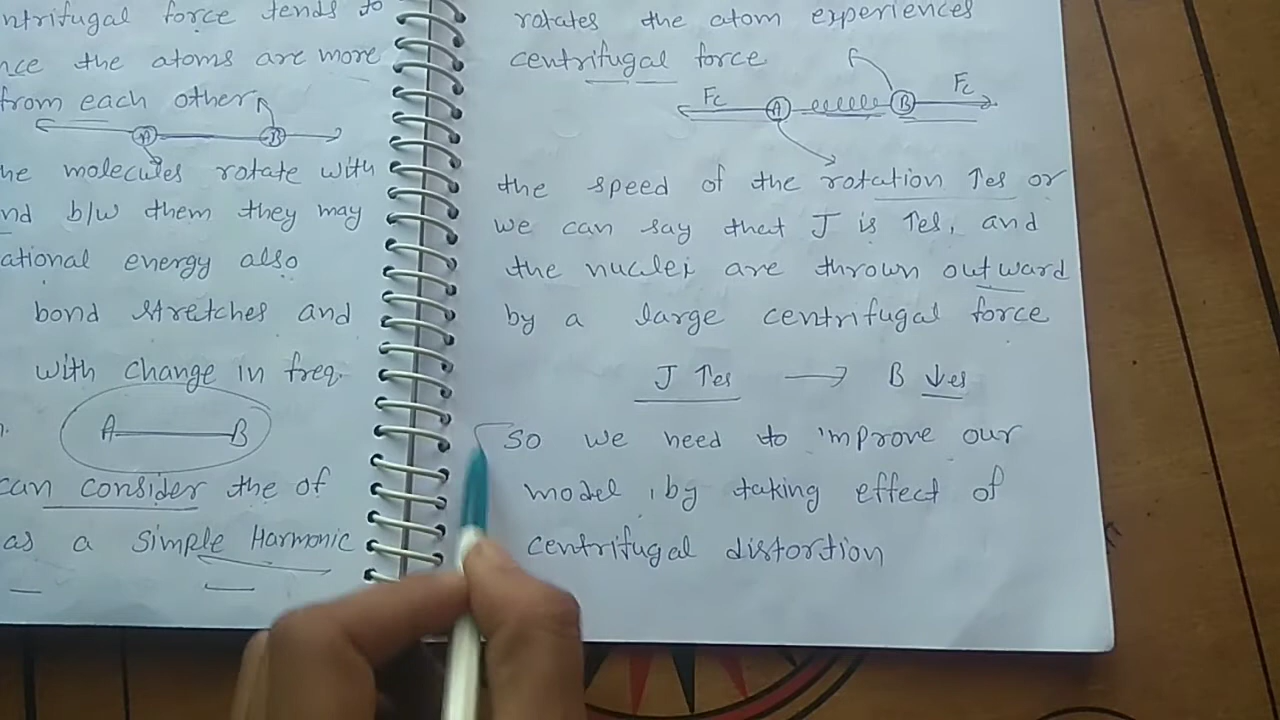 ntrifugal force tends to
nce the atoms are more
from each other
A B
he molecules rotate with
nd b/w them they may
ational energy also
bond stretches and
with change in freq.
A B
can consider the of
as a Simple Harmonic
rotates the atom experiences
centrifugal force
Fc A B Fc
the speed of the rotation ↑es or
we can say that J is ↑es, and
the nuclei are thrown outward
by a large centrifugal force
J ↑es → B ↓es
so we need to improve our
model, by taking effect of
centrifugal distortion